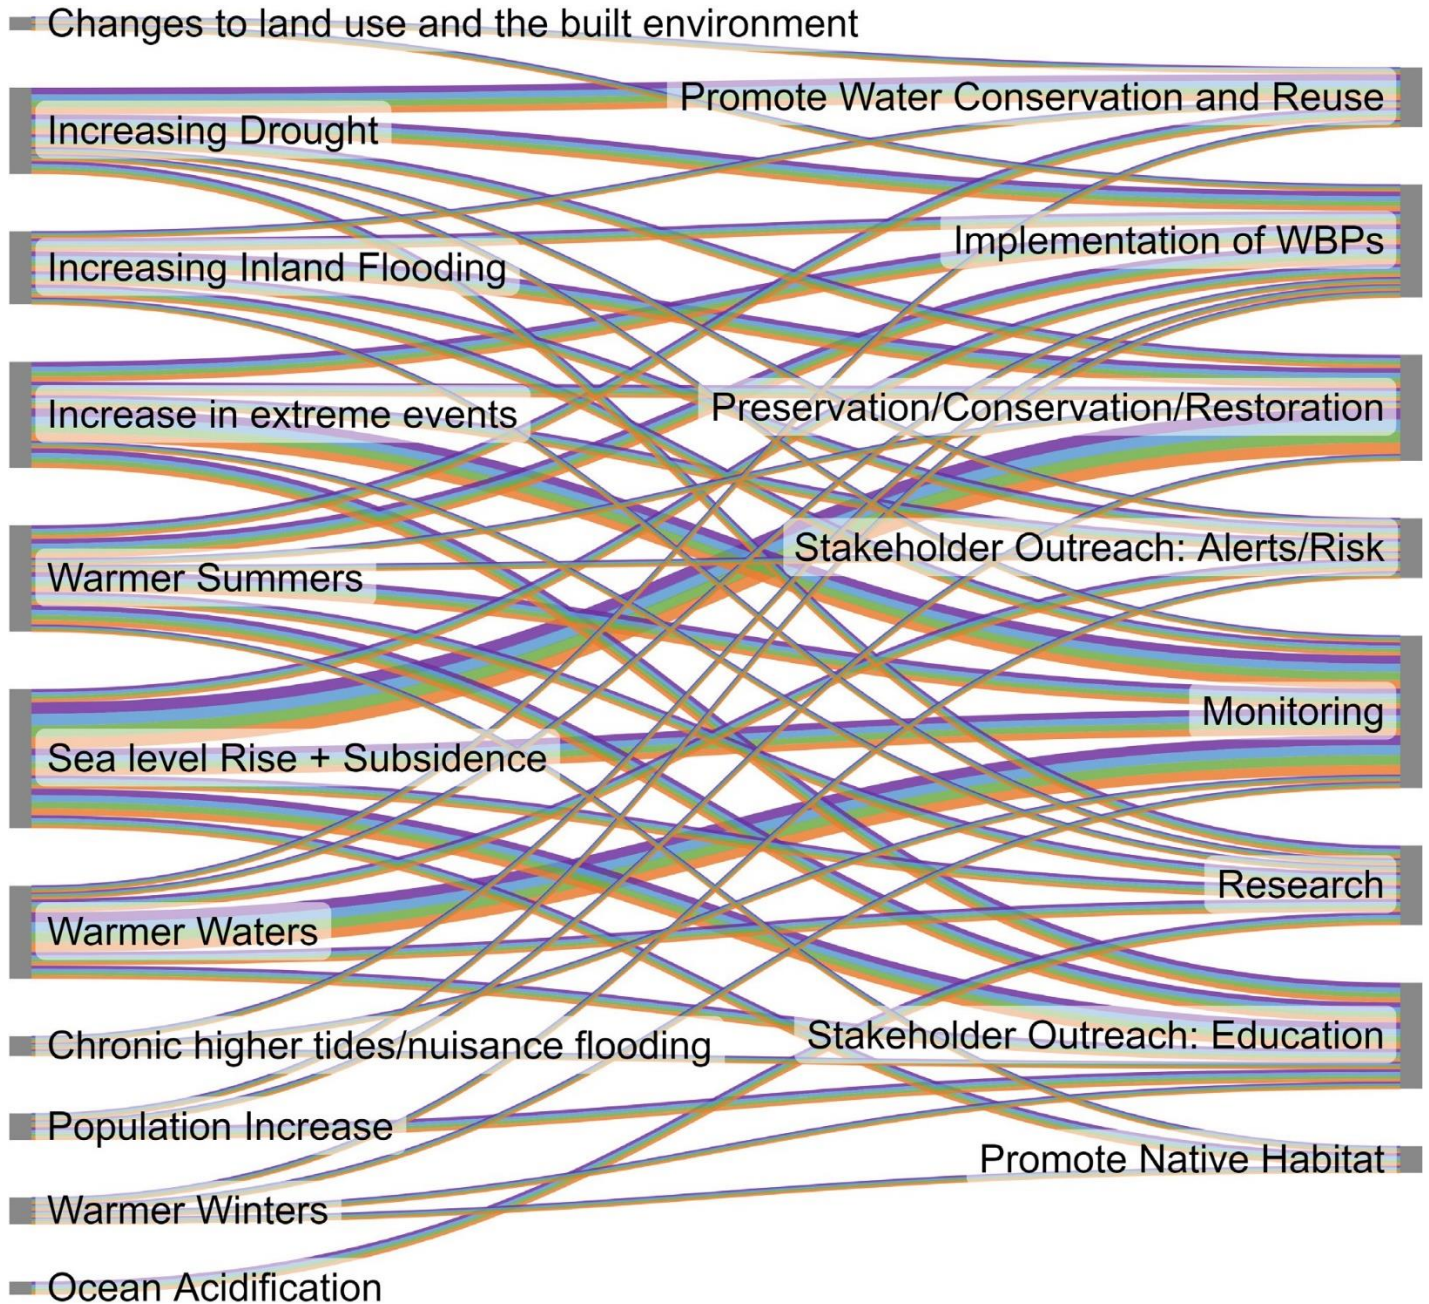 Changes to land use and the built environment
Promote Water Conservation and Reuse
Increasing Drought
Implementation of WBPs
Increasing Inland Flooding
Preservation/Conservation/Restoration
Increase in extreme events
Stakeholder Outreach: Alerts/Risk
Warmer Summers
Monitoring
Sea level Rise + Subsidence
Research
Warmer Waters
Stakeholder Outreach: Education
Chronic higher tides/nuisance flooding
Population Increase
Promote Native Habitat
Warmer Winters
Ocean Acidification